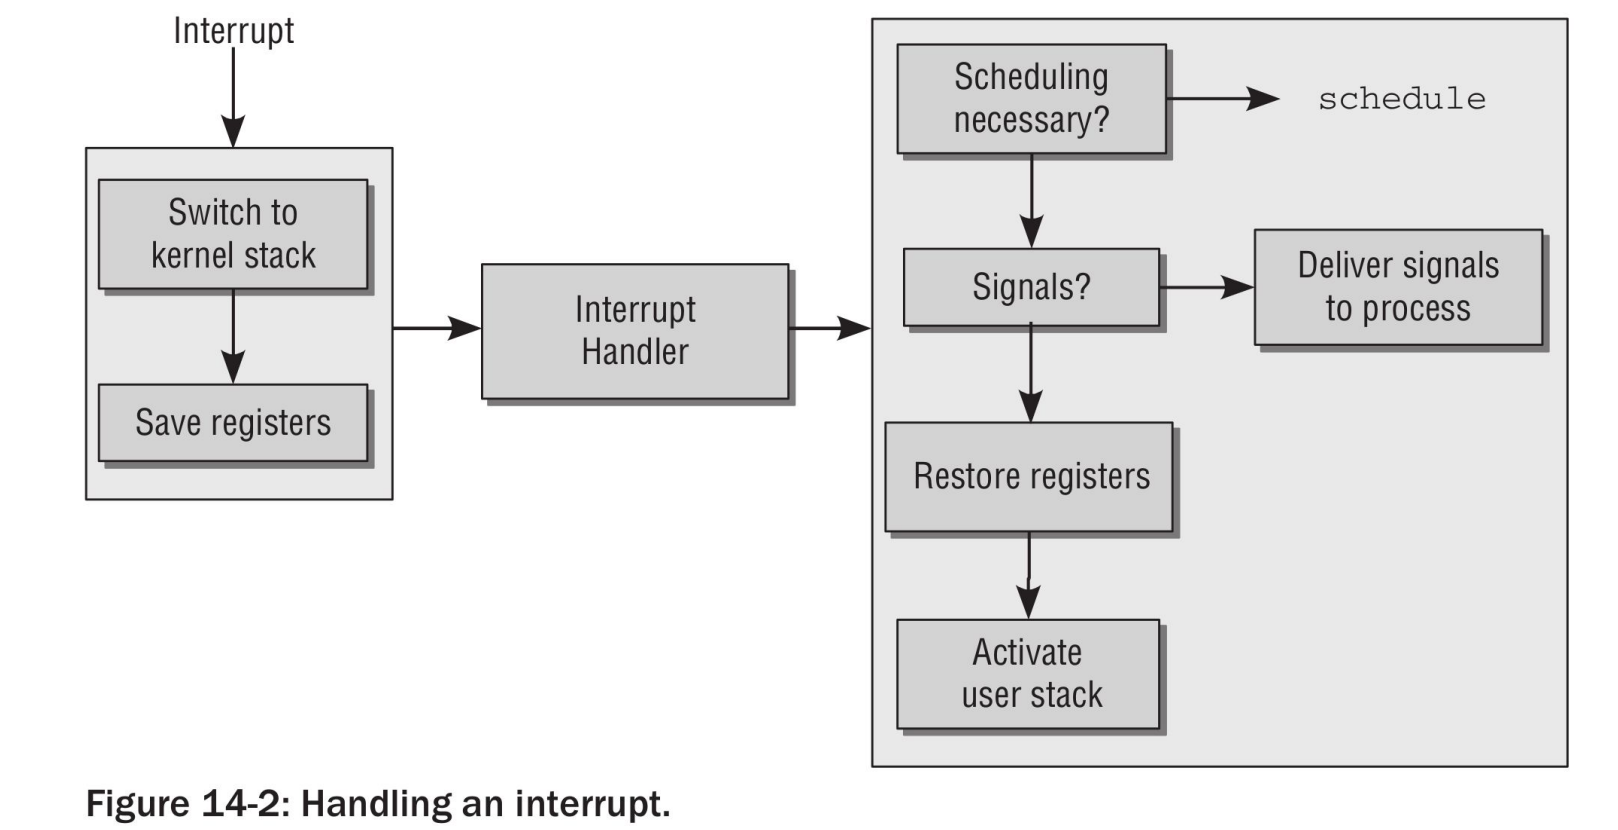 Interrupt
Switch to
kernel stack
Save registers
Interrupt
Handler
Scheduling
necessary?
schedule
Signals?
Deliver signals
to process
Restore registers
Activate
user stack
Figure 14-2: Handling an interrupt.